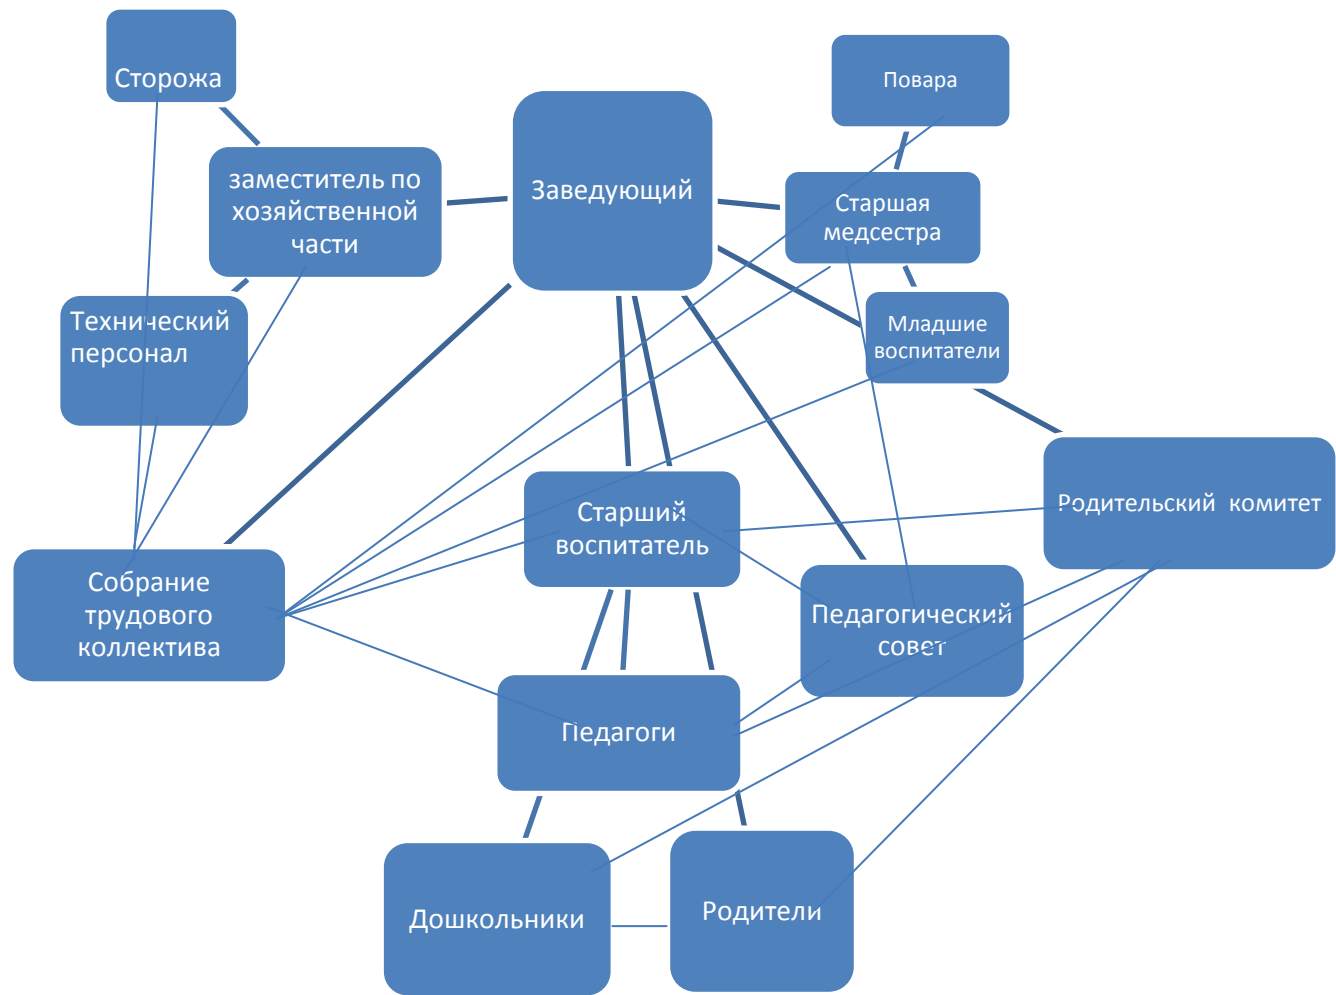 Сторожа
Повара
заместитель по
хозяйственной
части
Заведующий
Старшая
медсестра
Технический
персонал
Младшие
воспитатели
Родительский комитет
Старший
воспитатель
Собрание
трудового
коллектива
Педагогический
совет
Педагоги
Дошкольники
Родители